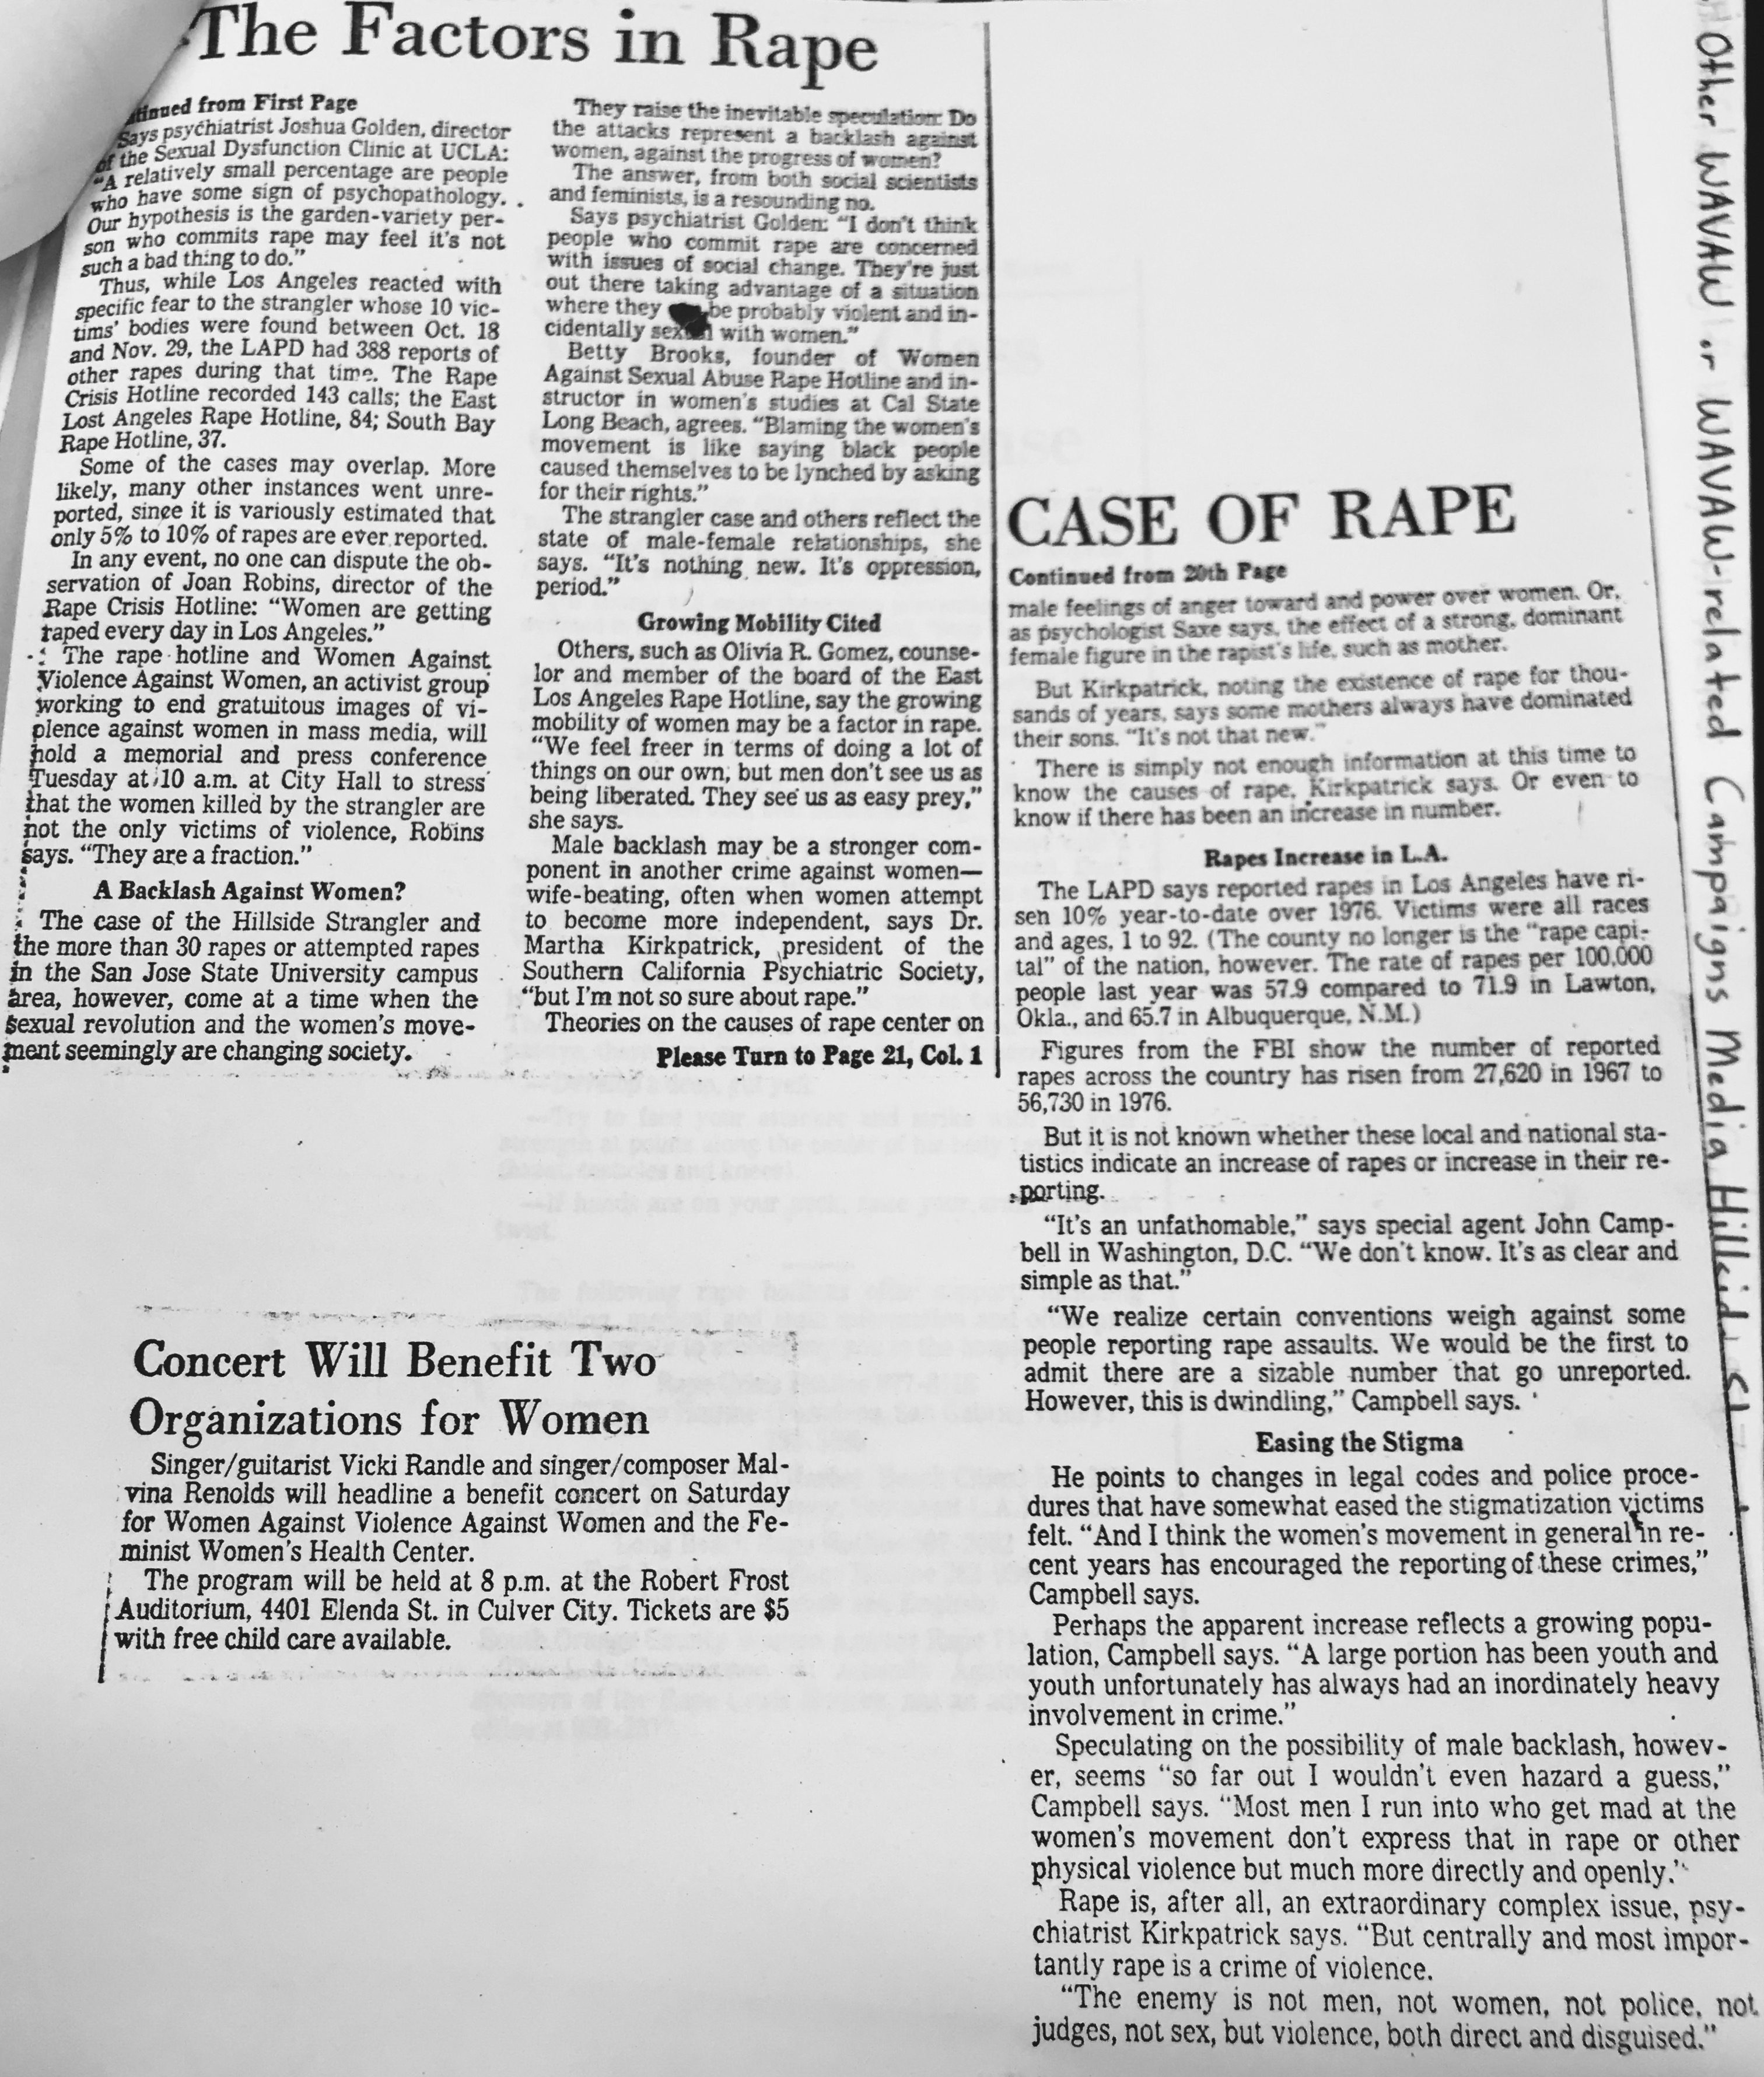 The Factors in Rape
from First Page
Says psychiatrist Joshua Golden, director
of the Sexual Dysfunction Clinic at UCLA:
“A relatively small percentage are people
who have some sign of psychopathology. .
Our hypothesis is the garden-variety per-
son who commits rape may feel it's not
such a bad thing to do.”
Thus, while Los Angeles reacted with
specific fear to the strangler whose 10 vic-
tims' bodies were found between Oct. 18
and Nov. 29, the LAPD had 388 reports of
other rapes during that time. The Rape
Crisis Hotline recorded 143 calls; the East
Lost Angeles Rape Hotline, 84; South Bay
Rape Hotline, 37.
Some of the cases may overlap. More
likely, many other instances went unre-
ported, since it is variously estimated that
only 5% to 10% of rapes are ever reported.
In any event, no one can dispute the ob-
servation of Joan Robins, director of the
Rape Crisis Hotline: “Women are getting
raped every day in Los Angeles.”
The rape hotline and Women Against
Violence Against Women, an activist group
working to end gratuitous images of vi-
olence against women in mass media, will
hold a memorial and press conference
Tuesday at 10 a.m. at City Hall to stress
that the women killed by the strangler are
not the only victims of violence, Robins
says. “They are a fraction.”
A Backlash Against Women?
The case of the Hillside Strangler and
the more than 30 rapes or attempted rapes
in the San Jose State University campus
area, however, come at a time when the
sexual revolution and the women's move-
ment seemingly are changing society.
They raise the inevitable speculation: Do
the attacks represent a backlash against
women, against the progress of women?
The answer, from both social scientists
and feminists, is a resounding no.
Says psychiatrist Golden: “I don't think
people who commit rape are concerned
with issues of social change. They're just
out there taking advantage of a situation
where they be probably violent and in-
cidentally with women.”
Betty Brooks, founder of Women
Against Sexual Abuse Rape Hotline and in-
structor in women's studies at Cal State
Long Beach, agrees. “Blaming the women's
movement is like saying black people
caused themselves to be lynched by asking
for their rights.”
The strangler case and others reflect the
state of male-female relationships, she
says. “It's nothing new. It's oppression,
period.”
Growing Mobility Cited
Others, such as Olivia R. Gomez, counse-
lor and member of the board of the East
Los Angeles Rape Hotline, say the growing
mobility of women may be a factor in rape.
“We feel freer in terms of doing a lot of
things on our own, but men don't see us as
being liberated. They see us as easy prey,”
she says.
Male backlash may be a stronger com-
ponent in another crime against women—
wife-beating, often when women attempt
to become more independent, says Dr.
Martha Kirkpatrick, president of the
Southern California Psychiatric Society,
“but I'm not so sure about rape.”
Theories on the causes of rape center on
Please Turn to Page 21, Col. 1
CASE OF RAPE
Continued from 20th Page
male feelings of anger toward and power over women. Or,
as psychologist Saxe says, the effect of a strong, dominant
female figure in the rapist's life, such as mother.
But Kirkpatrick, noting the existence of rape for thou-
sands of years, says some mothers always have dominated
their sons. “It's not that new.”
There is simply not enough information at this time to
know the causes of rape, Kirkpatrick says. Or even to
know if there has been an increase in number.
Rapes Increase in L.A.
The LAPD says reported rapes in Los Angeles have ri-
sen 10% year-to-date over 1976. Victims were all races
and ages, 1 to 92. (The county no longer is the “rape capi-
tal” of the nation, however. The rate of rapes per 100,000
people last year was 57.9 compared to 71.9 in Lawton,
Okla., and 65.7 in Albuquerque, N.M.)
Figures from the FBI show the number of reported
rapes across the country has risen from 27,620 in 1967 to
56,730 in 1976.
But it is not known whether these local and national sta-
tistics indicate an increase of rapes or increase in their re-
porting.
“It's an unfathomable,” says special agent John Camp-
bell in Washington, D.C. “We don't know. It's as clear and
simple as that.”
“We realize certain conventions weigh against some
people reporting rape assaults. We would be the first to
admit there are a sizable number that go unreported.
However, this is dwindling,” Campbell says.
Easing the Stigma
He points to changes in legal codes and police proce-
dures that have somewhat eased the stigmatization victims
felt. “And I think the women's movement in general in re-
cent years has encouraged the reporting of these crimes,”
Campbell says.
Perhaps the apparent increase reflects a growing popu-
lation, Campbell says. “A large portion has been youth and
youth unfortunately has always had an inordinately heavy
involvement in crime.”
Speculating on the possibility of male backlash, howev-
er, seems “so far out I wouldn't even hazard a guess,”
Campbell says. “Most men I run into who get mad at the
women's movement don't express that in rape or other
physical violence but much more directly and openly.”
Rape is, after all, an extraordinary complex issue, psy-
chiatrist Kirkpatrick says. “But centrally and most impor-
tantly rape is a crime of violence.
“The enemy is not men, not women, not police, not
judges, not sex, but violence, both direct and disguised.”
Concert Will Benefit Two
Organizations for Women
Singer/guitarist Vicki Randle and singer/composer Mal-
vina Renolds will headline a benefit concert on Saturday
for Women Against Violence Against Women and the Fe-
minist Women's Health Center.
The program will be held at 8 p.m. at the Robert Frost
Auditorium, 4401 Elenda St. in Culver City. Tickets are $5
with free child care available.
Other WAVAW or WAVAW-related Campaigns Media